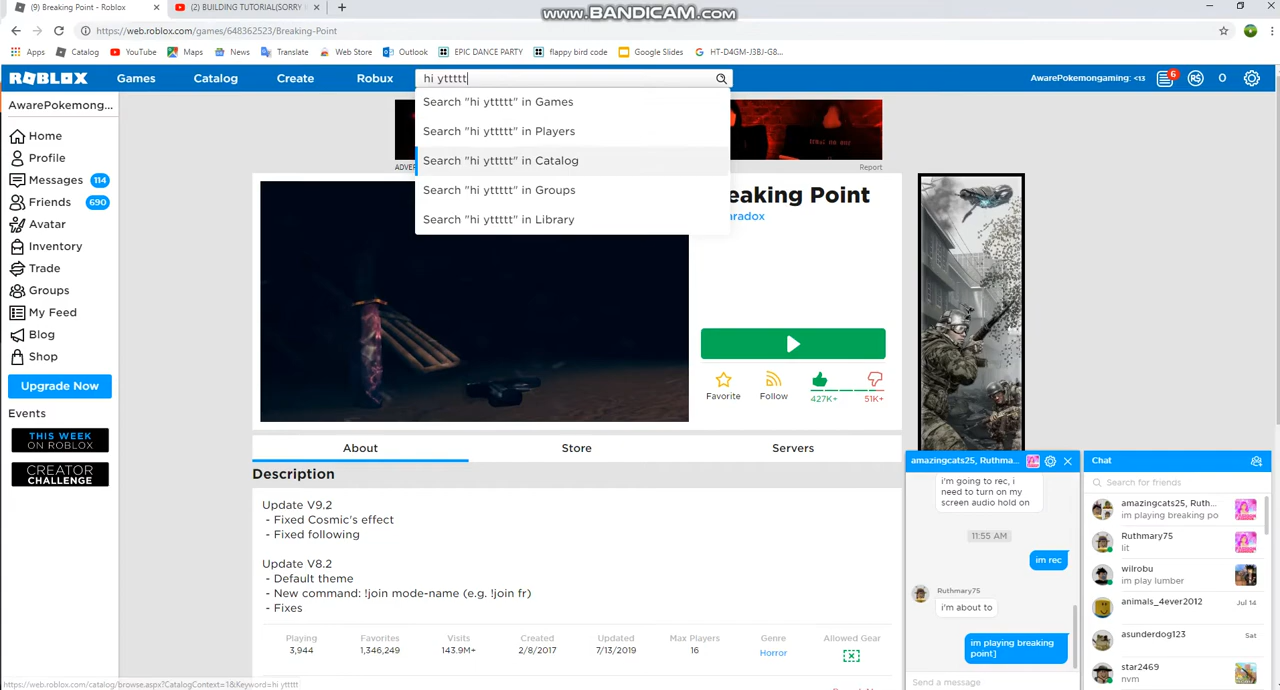 www.BANDICAM.com
(9) Breaking Point - Roblox
(2) BUILDING TUTORIAL(SORRY
https://web.roblox.com/games/648362523/Breaking-Point
Apps Catalog YouTube Maps News Translate Web Store Outlook EPIC DANCE PARTY flappy bird code Google Slides HT-D4GM-J3BJ-G8...
ROBLOX Games Catalog Create Robux hi yttttt AwarePokemongaming: <13 6 0
AwarePokemong...
Home
Profile
Messages 114
Friends 690
Avatar
Inventory
Trade
Groups
My Feed
Blog
Shop
Upgrade Now
Events
THIS WEEK
ON ROBLOX
CREATOR
CHALLENGE
Search "hi yttttt" in Games
Search "hi yttttt" in Players
Search "hi yttttt" in Catalog
Search "hi yttttt" in Groups
Search "hi yttttt" in Library
Report
eaking Point
aradox
Favorite
Follow
427K+
51K+
About
Store
Servers
Description
Update V9.2
- Fixed Cosmic's effect
- Fixed following
Update V8.2
- Default theme
- New command: !join mode-name (e.g. !join fr)
- Fixes
Playing Favorites Visits Created Updated Max Players Genre Allowed Gear
3,944 1,346,249 143.9M+ 2/8/2017 7/13/2019 16 Horror
amazingcats25, Ruthma...
i'm going to rec, i
need to turn on my
screen audio hold on
11:55 AM
im rec
Ruthmary75
i'm about to
im playing breaking
point]
Send a message
Chat
Search for friends
amazingcats25, Ruth...
im playing breaking po
Ruthmary75
lit
wilrobu
im play lumber
animals_4ever2012 Jul 14
asunderdog123 Sat
star2469
nvm
https://web.roblox.com/catalog/browse.aspx?CatalogContext=1&Keyword=hi yttttt